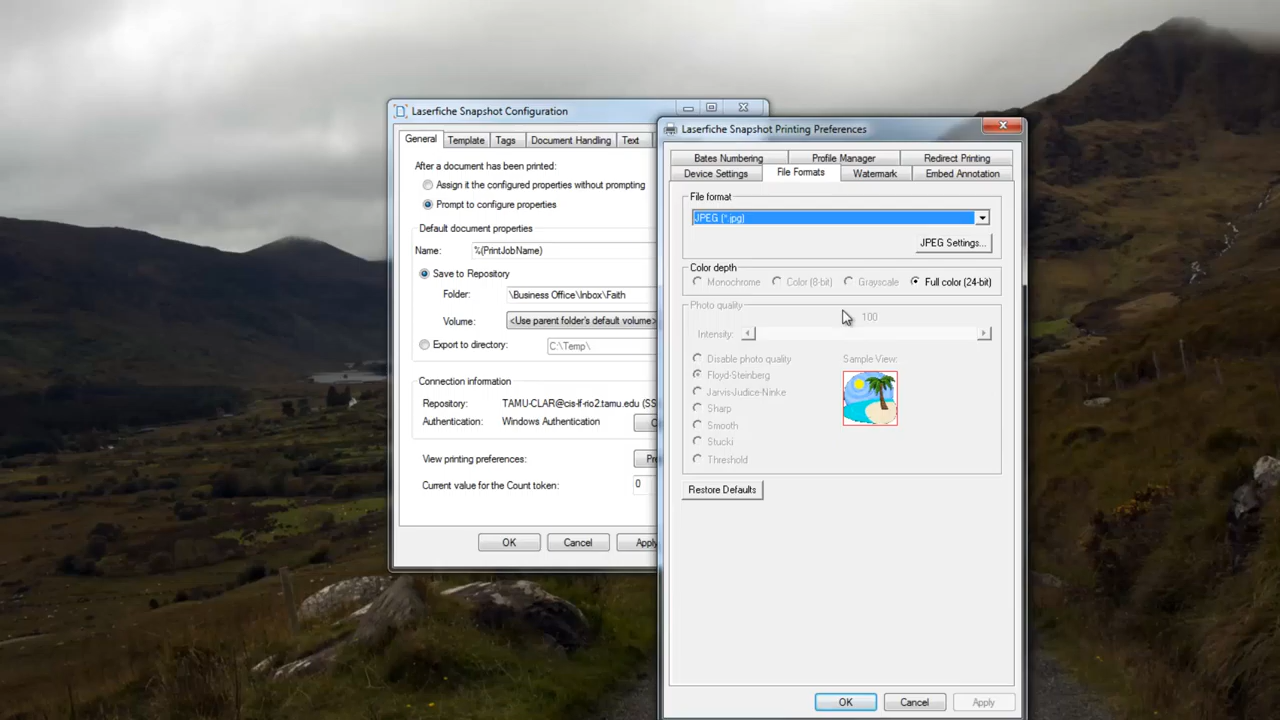 Laserfiche Snapshot Configuration
General Template Tags Document Handling Text
After a document has been printed:
Assign it the configured properties without prompting
Prompt to configure properties
Default document properties
Name: %(PrintJobName)
Save to Repository
Folder: \Business Office\Inbox\Faith
Volume: <Use parent folder's default volume>
Export to directory: C:\Temp\
Connection information
Repository: TAMU-CLAR@cis-lf-rio2.tamu.edu (SS
Authentication: Windows Authentication
View printing preferences: Pr
Current value for the Count token: 0
OK Cancel Apply
Laserfiche Snapshot Printing Preferences
Bates Numbering Profile Manager Redirect Printing
Device Settings File Formats Watermark Embed Annotation
File format
JPEG (*.jpg)
JPEG Settings...
Color depth
Monochrome Color (8-bit) Grayscale Full color (24-bit)
Photo quality
100
Intensity:
Disable photo quality Sample View:
Floyd-Steinberg
Jarvis-Judice-Ninke
Sharp
Smooth
Stucki
Threshold
Restore Defaults
OK Cancel Apply